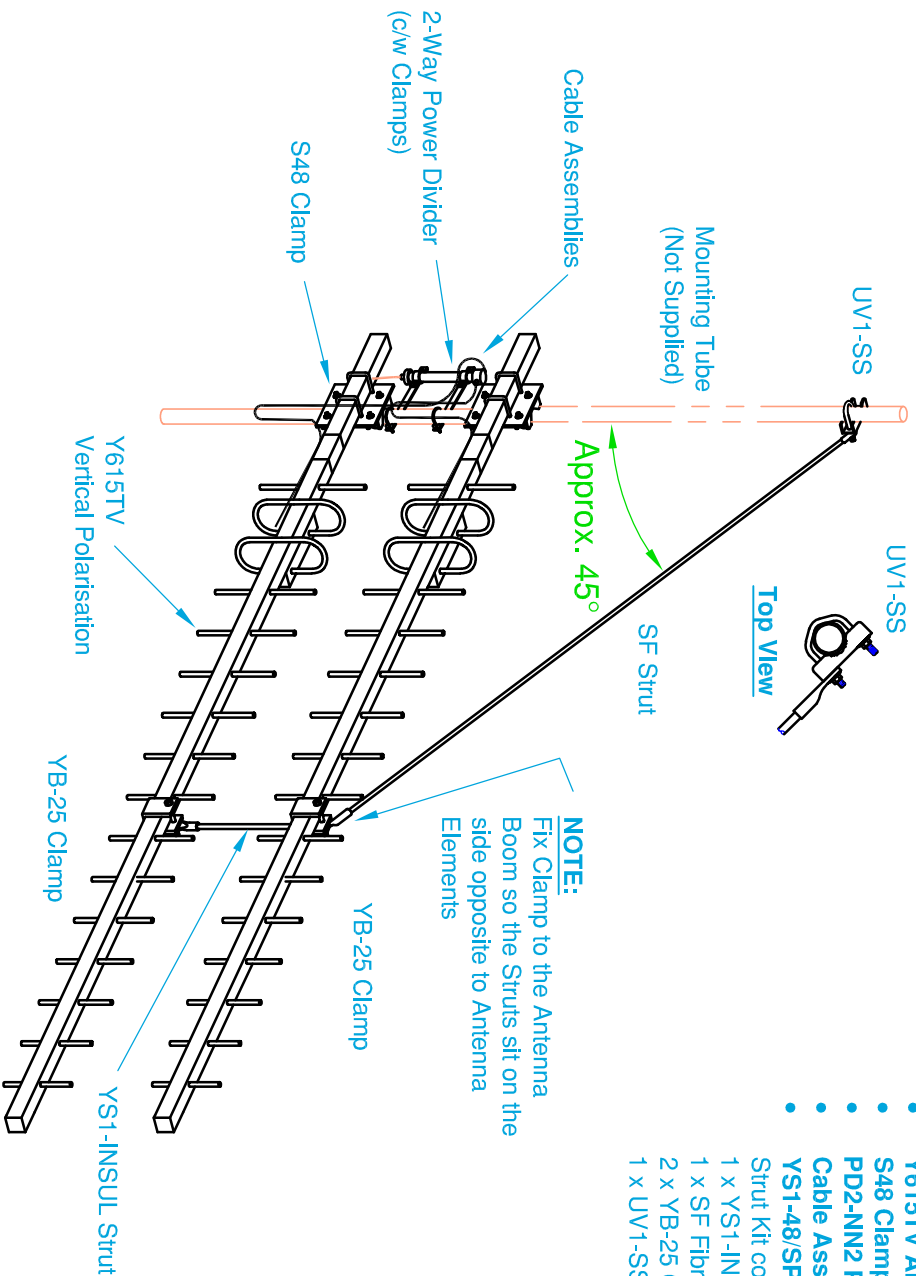 • Y615TV
• S48 Clamp
• PD2-NN2
• Cable Ass
• YS1-48/SF
Strut Kit co
1 x YS1-IN
1 x SF Fibr
2 x YB-25
1 x UV1-SS
UV1-SS
Top VIew
UV1-SS
Mounting Tube
(Not Supplied)
Cable Assemblies
2-Way Power Divider
(c/w Clamps)
S48 Clamp
Approx. 45°
SF Strut
NOTE:
Fix Clamp to the Antenna
Boom so the Struts sit on the
side opposite to Antenna
Elements
YB-25 Clamp
Y615TV
Vertical Polarisation
YB-25 Clamp
YS1-INSUL Strut